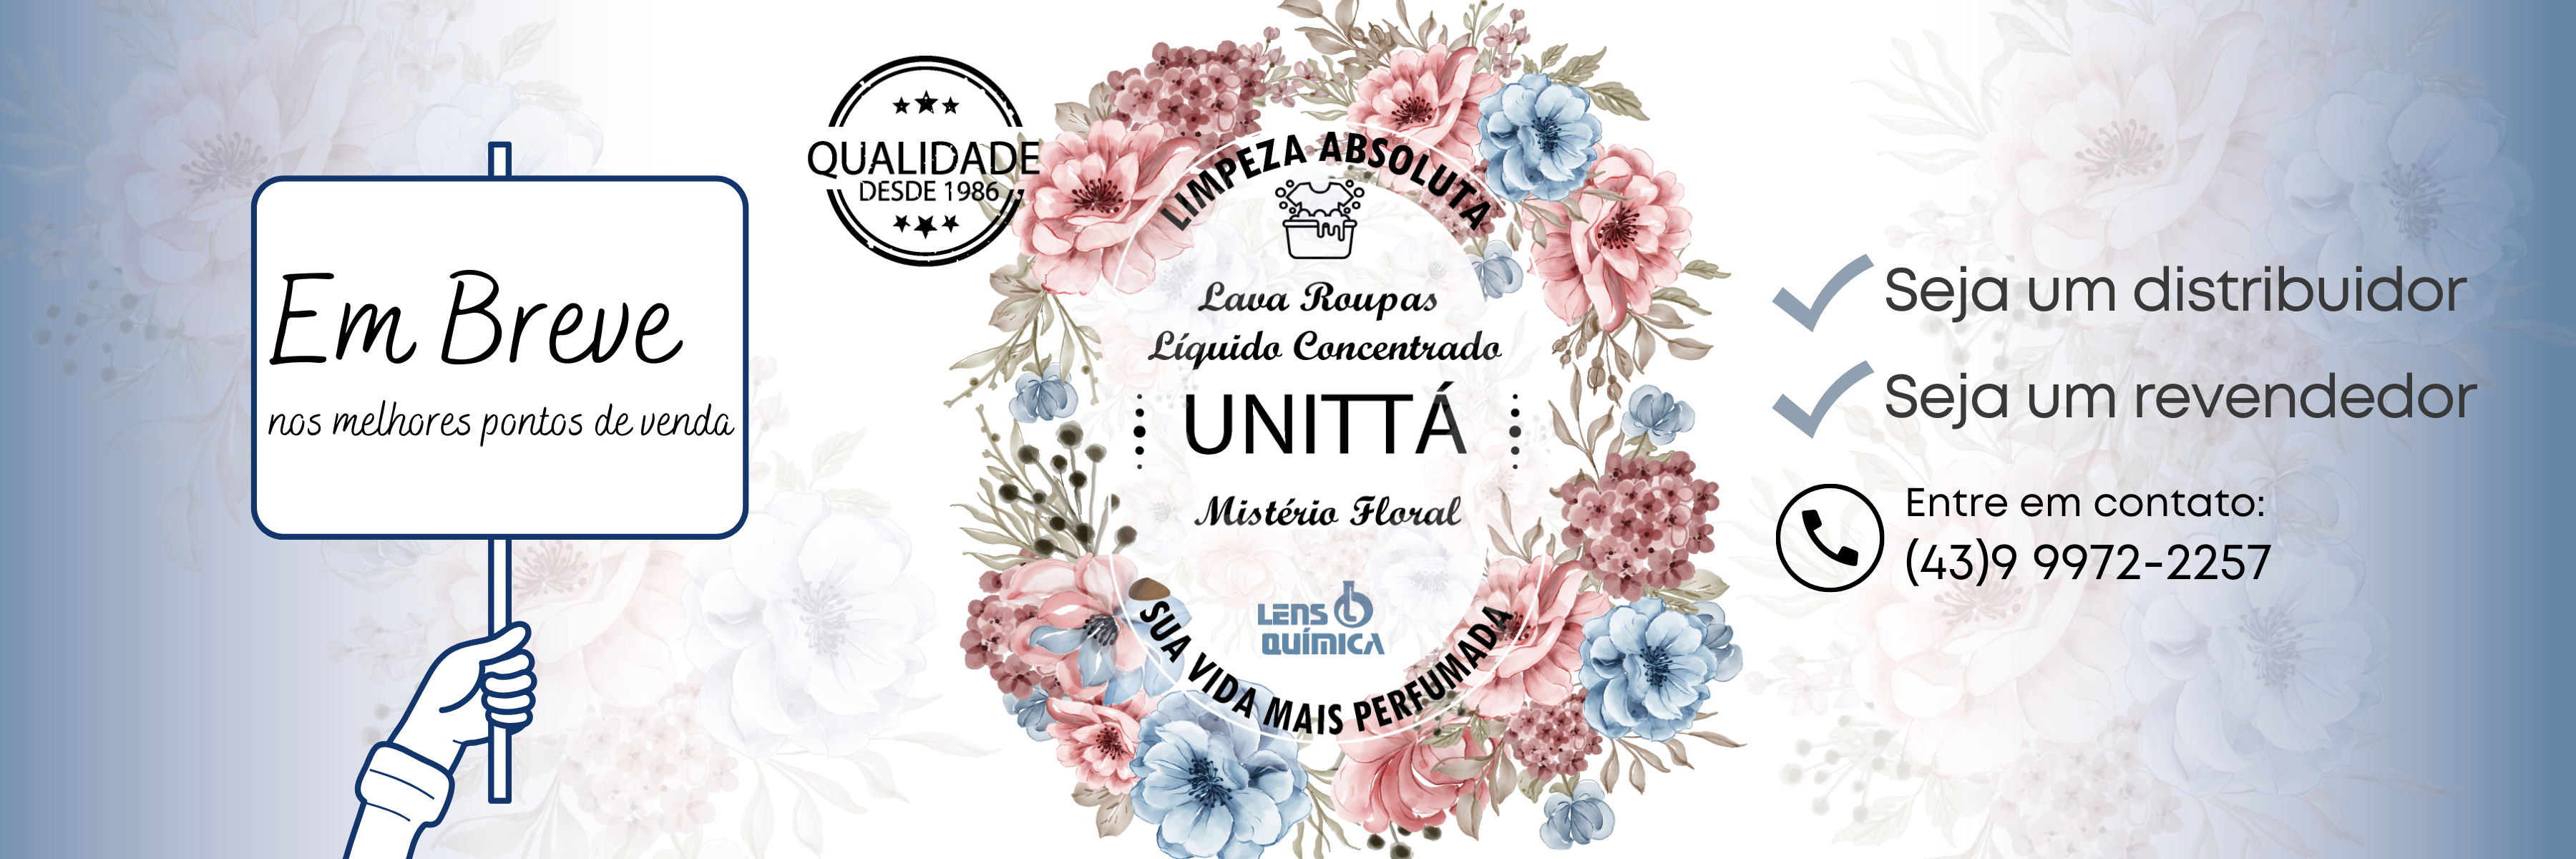 Em Breve
nos melhores pontos de venda
QUALIDADE
DESDE 1986
LIMPEZA ABSOLUTA
Lava Roupas
Líquido Concentrado
UNITTÁ
Mistério Floral
LENS
QUÍMICA
SUA VIDA MAIS PERFUMADA
Seja um distribuidor
Seja um revendedor
Entre em contato:
(43)9 9972-2257